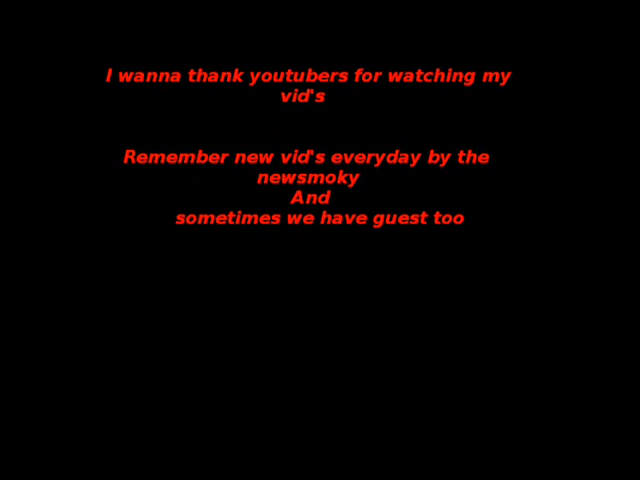 I wanna thank youtubers for watching my
vid's
Remember new vid's everyday by the
newsmoky
And
sometimes we have guest too